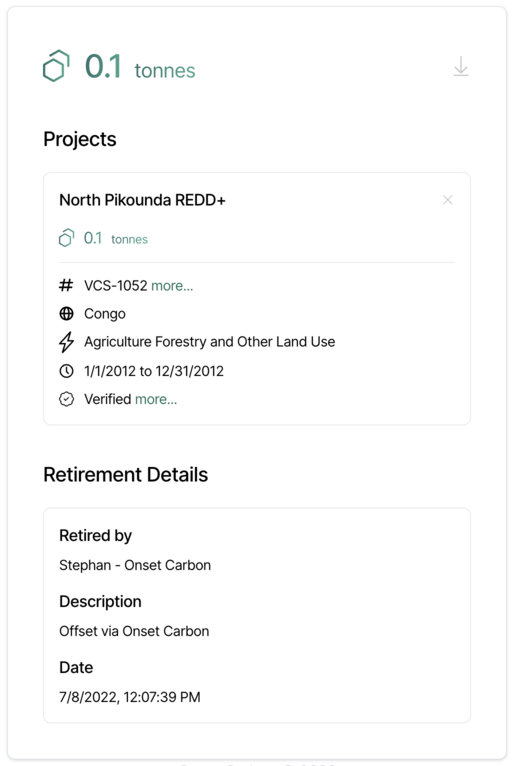 0.1 tonnes
Projects
North Pikounda REDD+
0.1 tonnes
VCS-1052 more...
Congo
Agriculture Forestry and Other Land Use
1/1/2012 to 12/31/2012
Verified more...
Retirement Details
Retired by
Stephan - Onset Carbon
Description
Offset via Onset Carbon
Date
7/8/2022, 12:07:39 PM